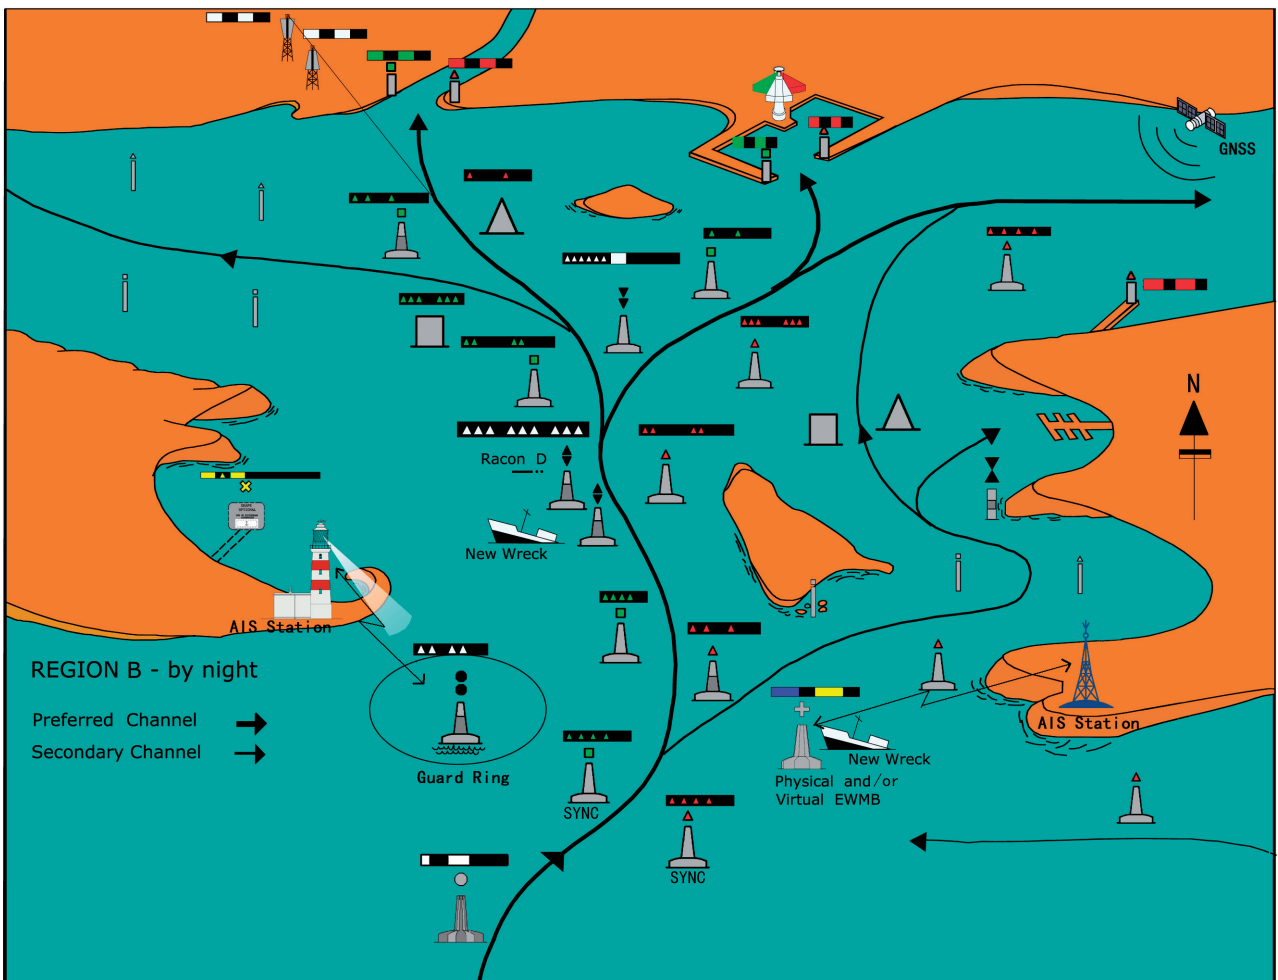 GNSS
N
Racon D
New Wreck
AIS Station
REGION B - by night
Preferred Channel
Secondary Channel
Guard Ring
SYNC
SYNC
New Wreck
Physical and/or
Virtual EWMB
AIS Station